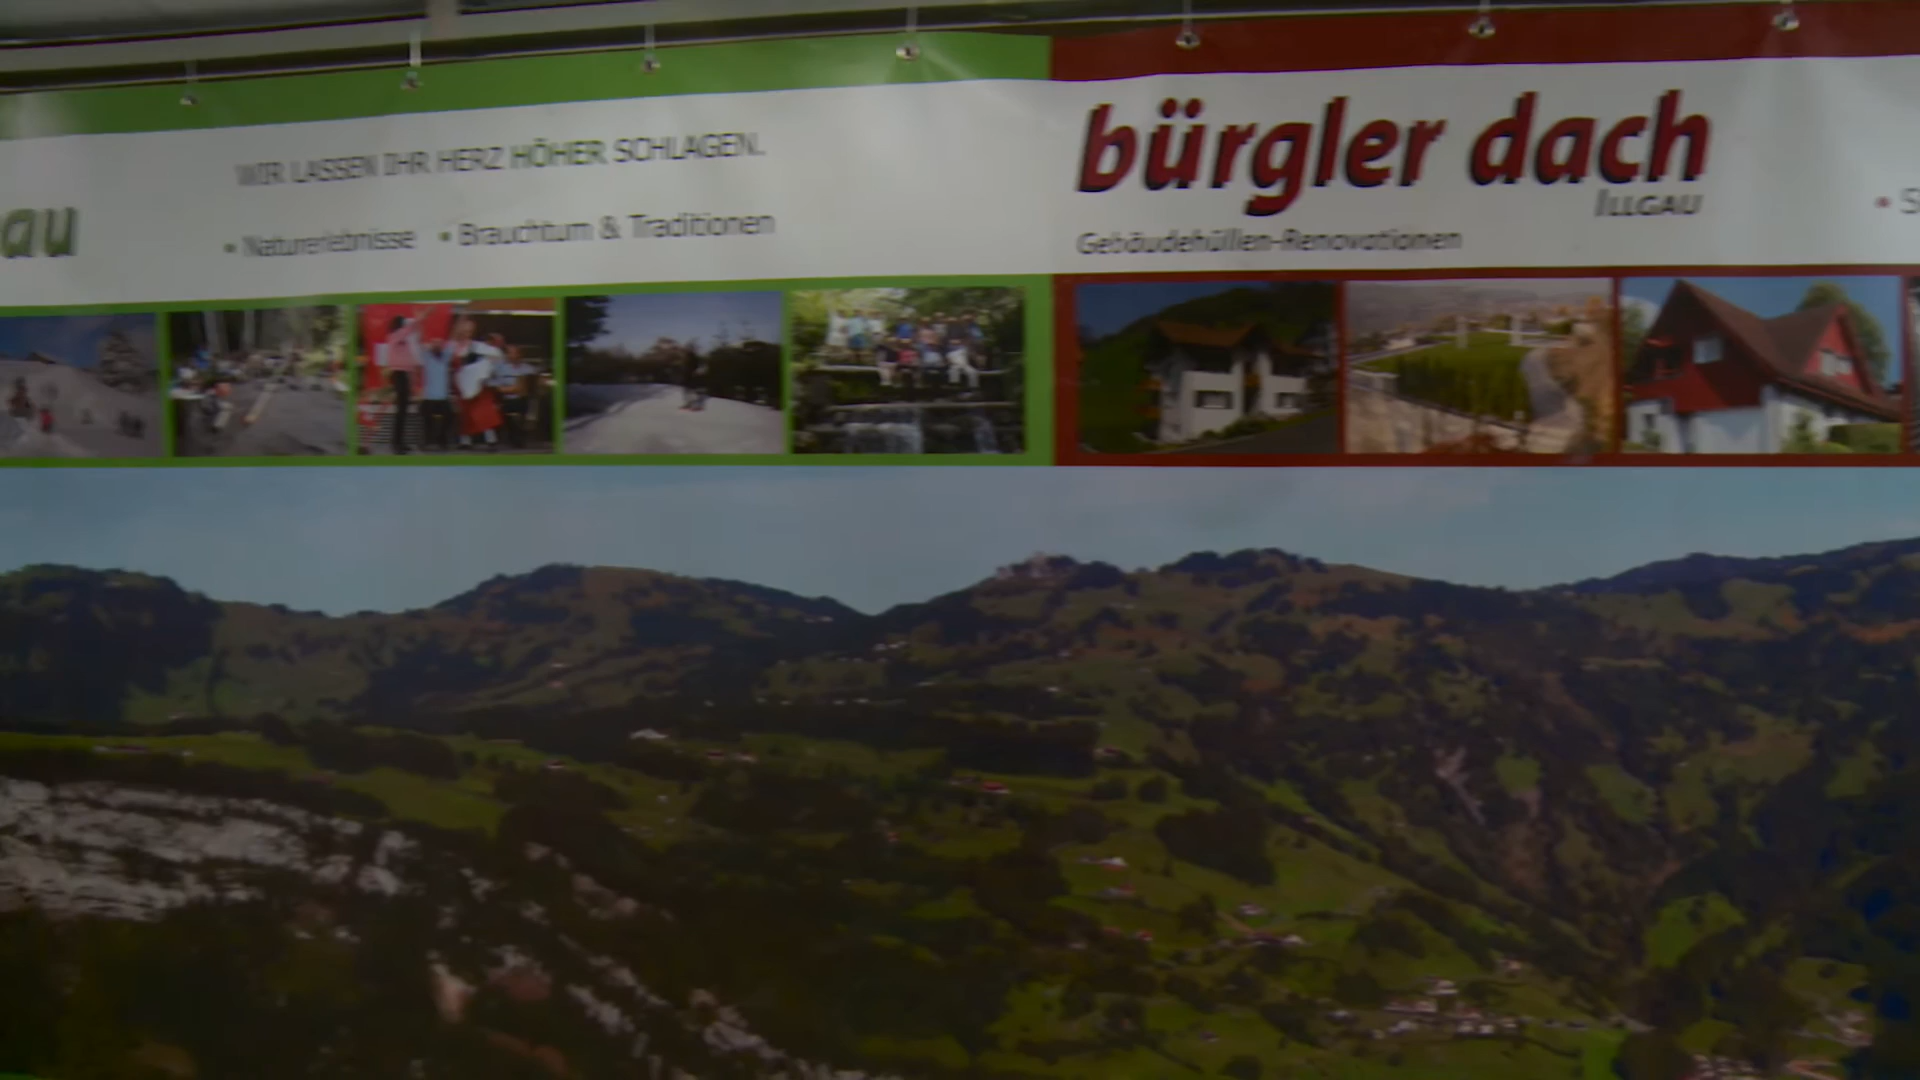 WIR LASSEN IHR HERZ HÖHER SCHLAGEN.
au
• Naturerlebnisse • Brauchtum & Traditionen
bürgler dach
ILLGAU
Gebäudehüllen-Renovationen
• S